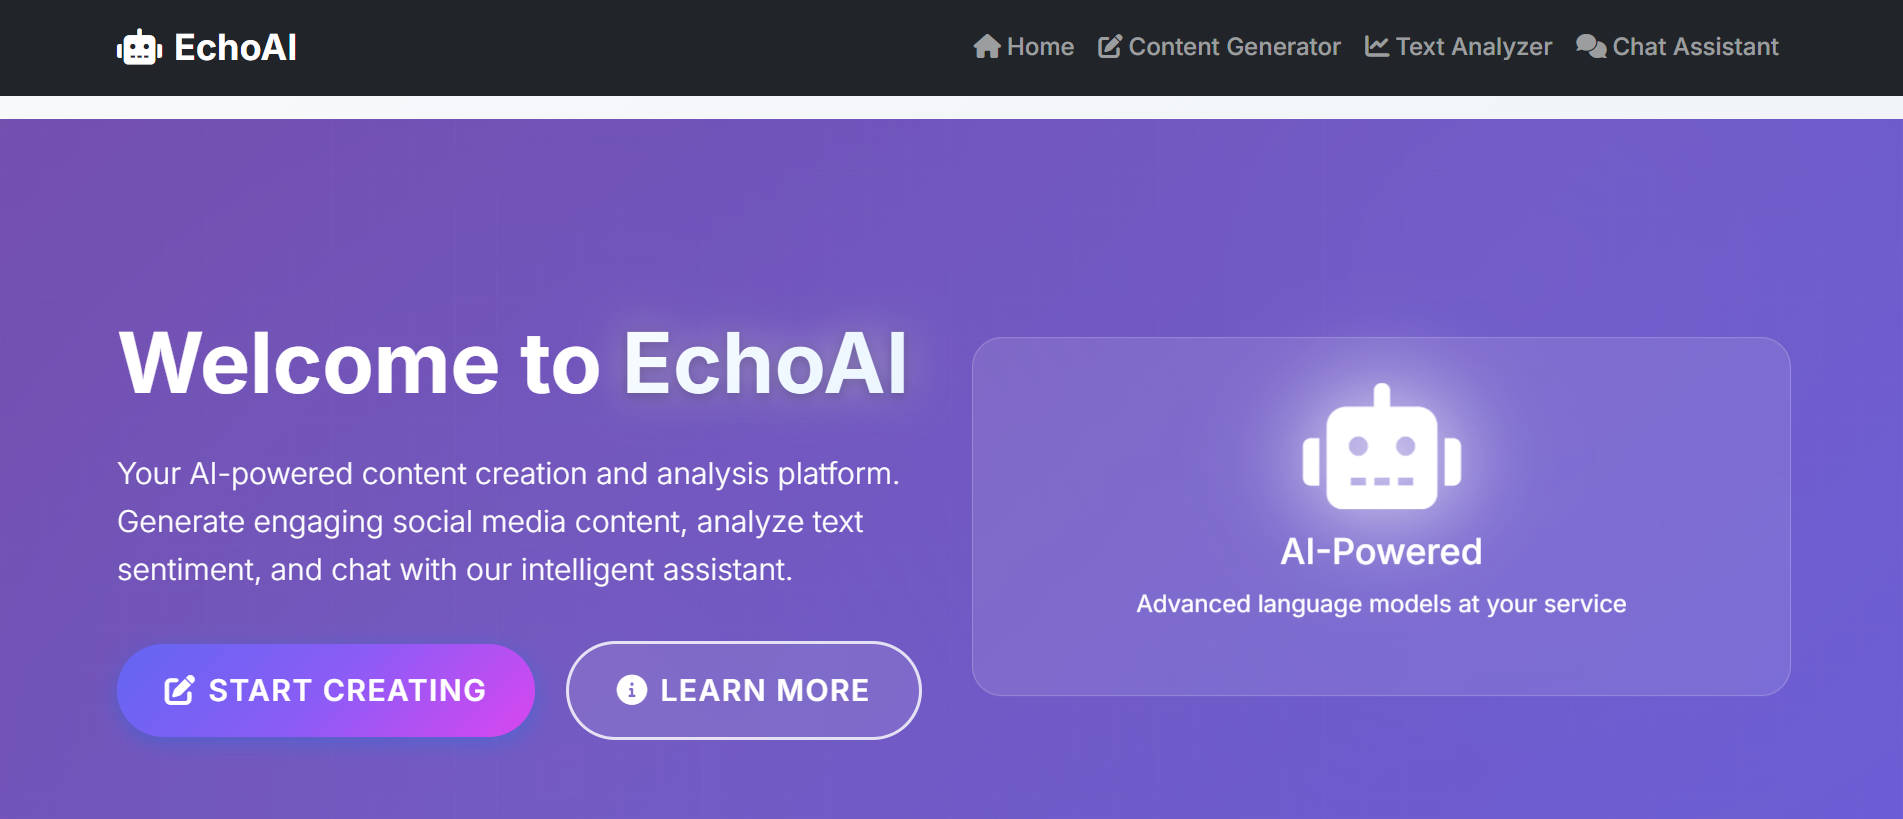 EchoAI
Home
Content Generator
Text Analyzer
Chat Assistant
Welcome to EchoAI
Your AI-powered content creation and analysis platform.
Generate engaging social media content, analyze text
sentiment, and chat with our intelligent assistant.
START CREATING
LEARN MORE
AI-Powered
Advanced language models at your service